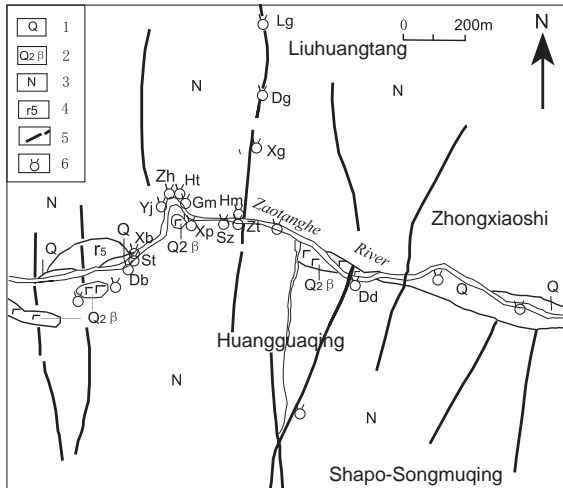 Q 1
Q2 β 2
N 3
r5 4
5
6
0 200m
N
Lg
Liuhuangtang
N
Dg
N
Xg
Zh Ht
Yj Gm Hm
Zaotanghe River
N
Zhongxiaoshi
Xb Q2 β Xp Sz Zt
Q r5 Q
St
Db
Q2 β
Q2 β
Dd
Q
Q
Huangguaqing
N
N
Shapo-Songmuqing